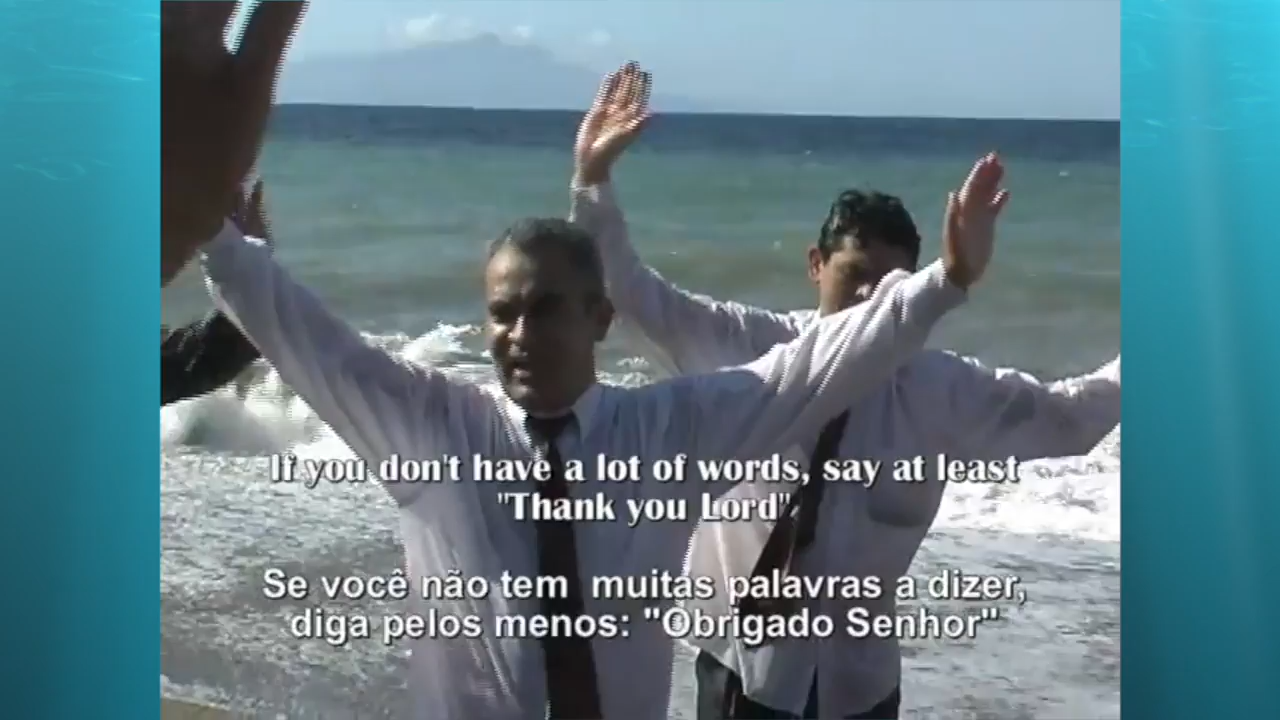 If you don't have a lot of words, say at least
"Thank you Lord"
Se você não tem muitas palavras a dizer,
diga pelos menos: "Obrigado Senhor"